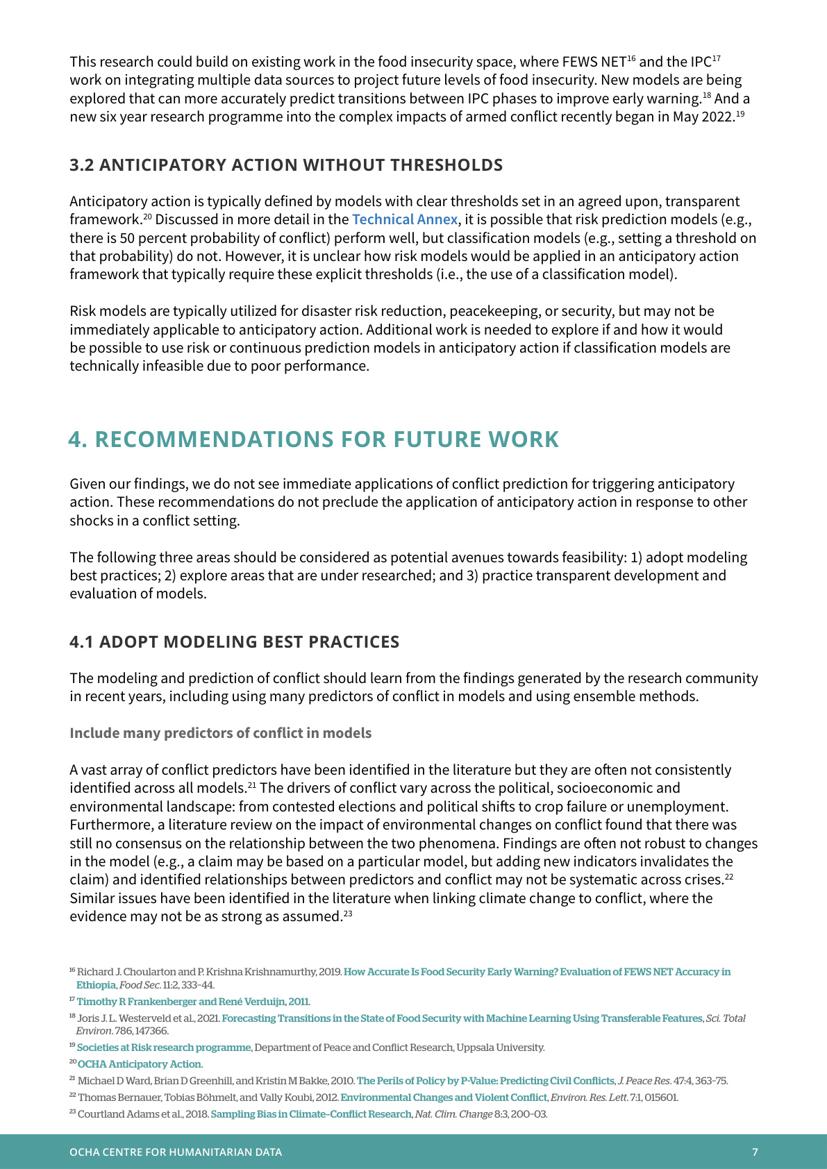 This research could build on existing work in the food insecurity space, where FEWS NET¹⁶ and the IPC¹⁷
work on integrating multiple data sources to project future levels of food insecurity. New models are being
explored that can more accurately predict transitions between IPC phases to improve early warning.¹⁸ And a
new six year research programme into the complex impacts of armed conflict recently began in May 2022.¹⁹
3.2 ANTICIPATORY ACTION WITHOUT THRESHOLDS
Anticipatory action is typically defined by models with clear thresholds set in an agreed upon, transparent
framework.²⁰ Discussed in more detail in the Technical Annex, it is possible that risk prediction models (e.g.,
there is 50 percent probability of conflict) perform well, but classification models (e.g., setting a threshold on
that probability) do not. However, it is unclear how risk models would be applied in an anticipatory action
framework that typically require these explicit thresholds (i.e., the use of a classification model).
Risk models are typically utilized for disaster risk reduction, peacekeeping, or security, but may not be
immediately applicable to anticipatory action. Additional work is needed to explore if and how it would
be possible to use risk or continuous prediction models in anticipatory action if classification models are
technically infeasible due to poor performance.
4. RECOMMENDATIONS FOR FUTURE WORK
Given our findings, we do not see immediate applications of conflict prediction for triggering anticipatory
action. These recommendations do not preclude the application of anticipatory action in response to other
shocks in a conflict setting.
The following three areas should be considered as potential avenues towards feasibility: 1) adopt modeling
best practices; 2) explore areas that are under researched; and 3) practice transparent development and
evaluation of models.
4.1 ADOPT MODELING BEST PRACTICES
The modeling and prediction of conflict should learn from the findings generated by the research community
in recent years, including using many predictors of conflict in models and using ensemble methods.
Include many predictors of conflict in models
A vast array of conflict predictors have been identified in the literature but they are often not consistently
identified across all models.²¹ The drivers of conflict vary across the political, socioeconomic and
environmental landscape: from contested elections and political shifts to crop failure or unemployment.
Furthermore, a literature review on the impact of environmental changes on conflict found that there was
still no consensus on the relationship between the two phenomena. Findings are often not robust to changes
in the model (e.g., a claim may be based on a particular model, but adding new indicators invalidates the
claim) and identified relationships between predictors and conflict may not be systematic across crises.²²
Similar issues have been identified in the literature when linking climate change to conflict, where the
evidence may not be as strong as assumed.²³
¹⁶ Richard J. Choularton and P. Krishna Krishnamurthy, 2019. How Accurate Is Food Security Early Warning? Evaluation of FEWS NET Accuracy in
Ethiopia, Food Sec. 11:2, 333–44.
¹⁷ Timothy R Frankenberger and René Verduijn, 2011.
¹⁸ Joris J. L. Westerveld et al., 2021. Forecasting Transitions in the State of Food Security with Machine Learning Using Transferable Features, Sci. Total
Environ. 786, 147366.
¹⁹ Societies at Risk research programme, Department of Peace and Conflict Research, Uppsala University.
²⁰ OCHA Anticipatory Action.
²¹ Michael D Ward, Brian D Greenhill, and Kristin M Bakke, 2010. The Perils of Policy by P-Value: Predicting Civil Conflicts, J. Peace Res. 47:4, 363–75.
²² Thomas Bernauer, Tobias Böhmelt, and Vally Koubi, 2012. Environmental Changes and Violent Conflict, Environ. Res. Lett. 7:1, 015601.
²³ Courtland Adams et al., 2018. Sampling Bias in Climate–Conflict Research, Nat. Clim. Change 8:3, 200–03.
OCHA CENTRE FOR HUMANITARIAN DATA
7